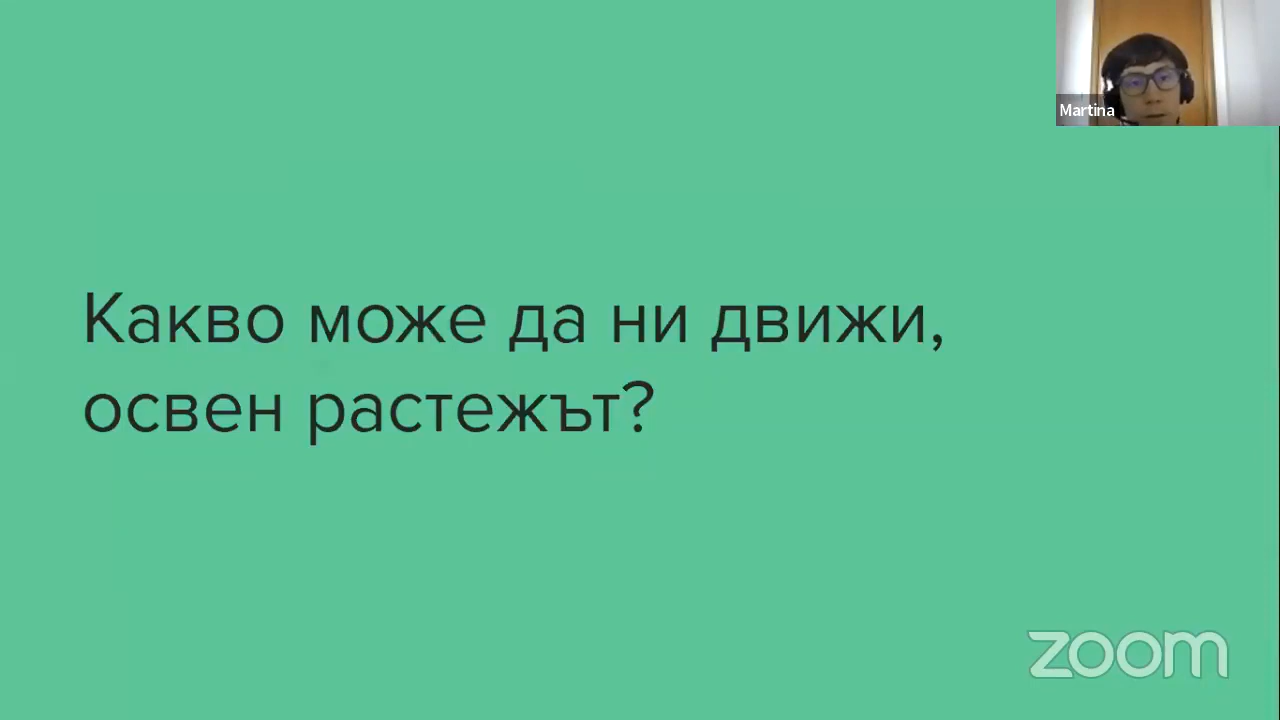 Martina
Какво може да ни движи,
освен растежът?
zoom